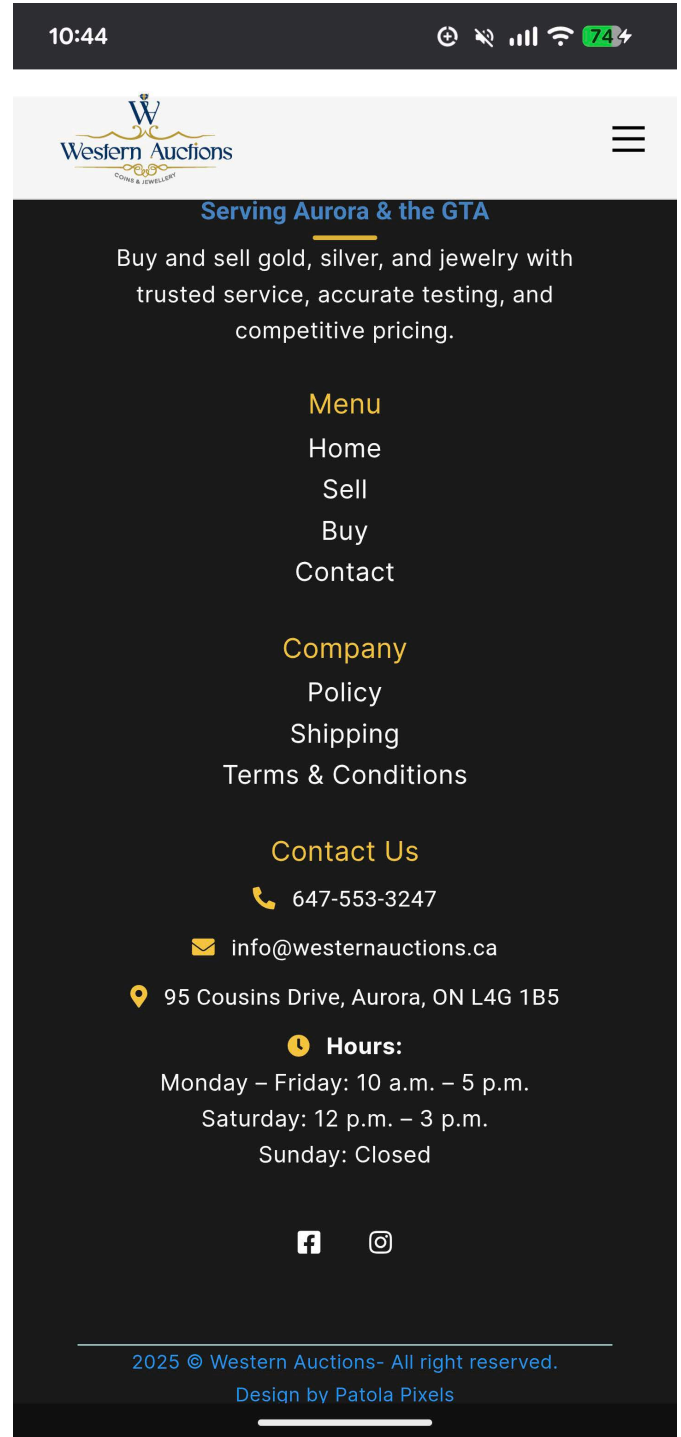 10:44
74
Western Auctions
COINS & JEWELLERY
Serving Aurora & the GTA
Buy and sell gold, silver, and jewelry with
trusted service, accurate testing, and
competitive pricing.
Menu
Home
Sell
Buy
Contact
Company
Policy
Shipping
Terms & Conditions
Contact Us
647-553-3247
info@westernauctions.ca
95 Cousins Drive, Aurora, ON L4G 1B5
Hours:
Monday – Friday: 10 a.m. – 5 p.m.
Saturday: 12 p.m. – 3 p.m.
Sunday: Closed
2025 © Western Auctions- All right reserved.
Design by Patola Pixels